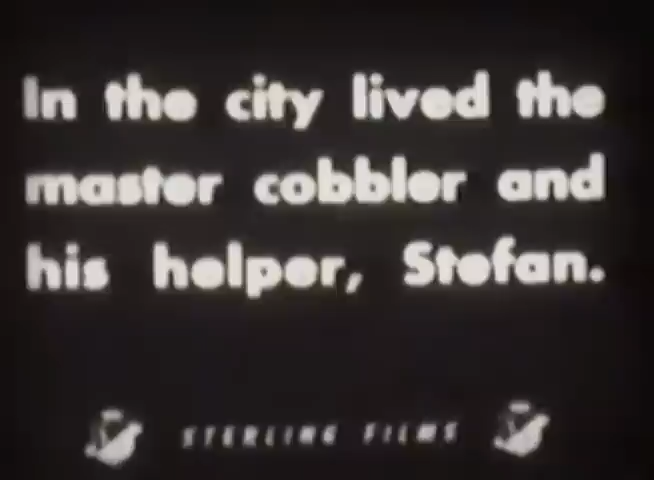 In the city lived the
master cobbler and
his helper, Stefan.
STERLING FILMS